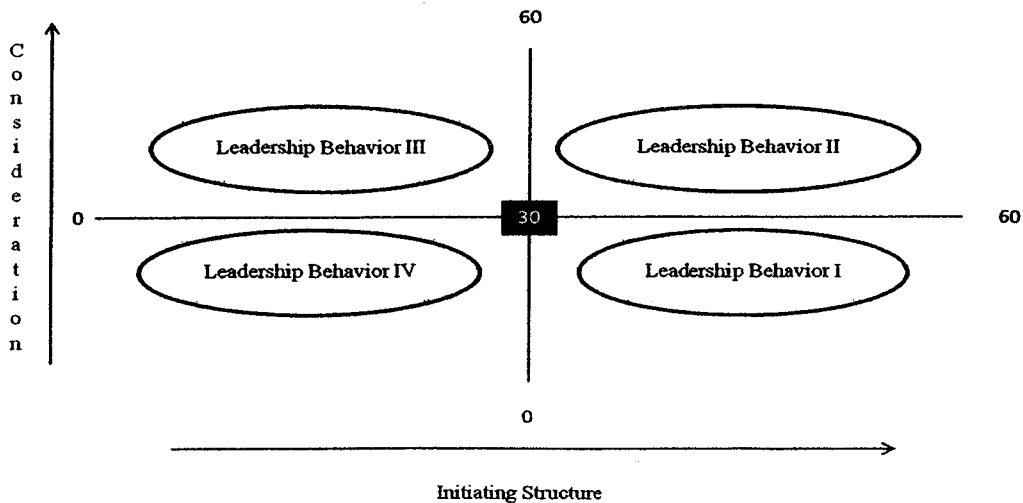 60
Consideration
Leadership Behavior III
Leadership Behavior II
0
30
60
Leadership Behavior IV
Leadership Behavior I
0
Initiating Structure